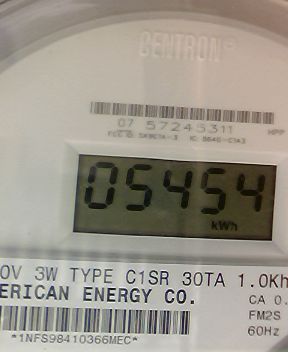 CENTRON®
07 57245311
HPP
05454
kWh
0V 3W TYPE C1SR 30TA 1.0Kh
ERICAN ENERGY CO.
CA 0.
FM2S
60Hz
*1NFS98410366MEC*